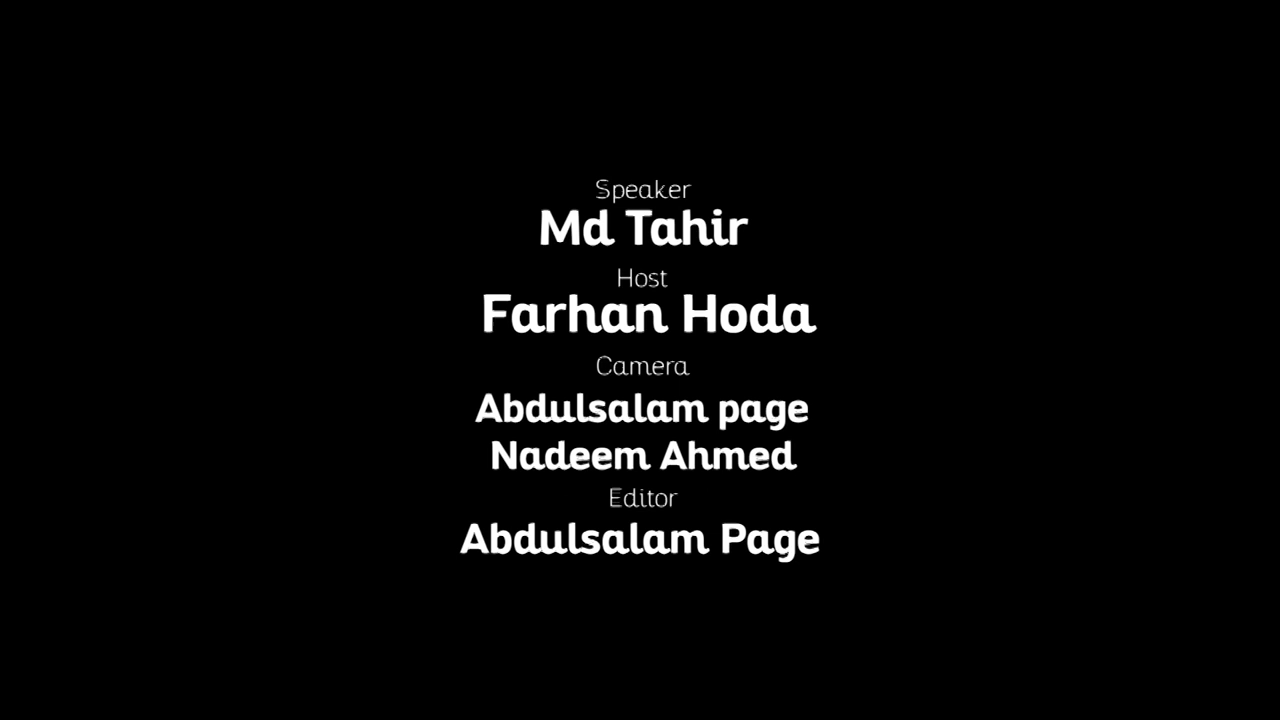 Speaker
Md Tahir
Host
Farhan Hoda
Camera
Abdulsalam page
Nadeem Ahmed
Editor
Abdulsalam Page